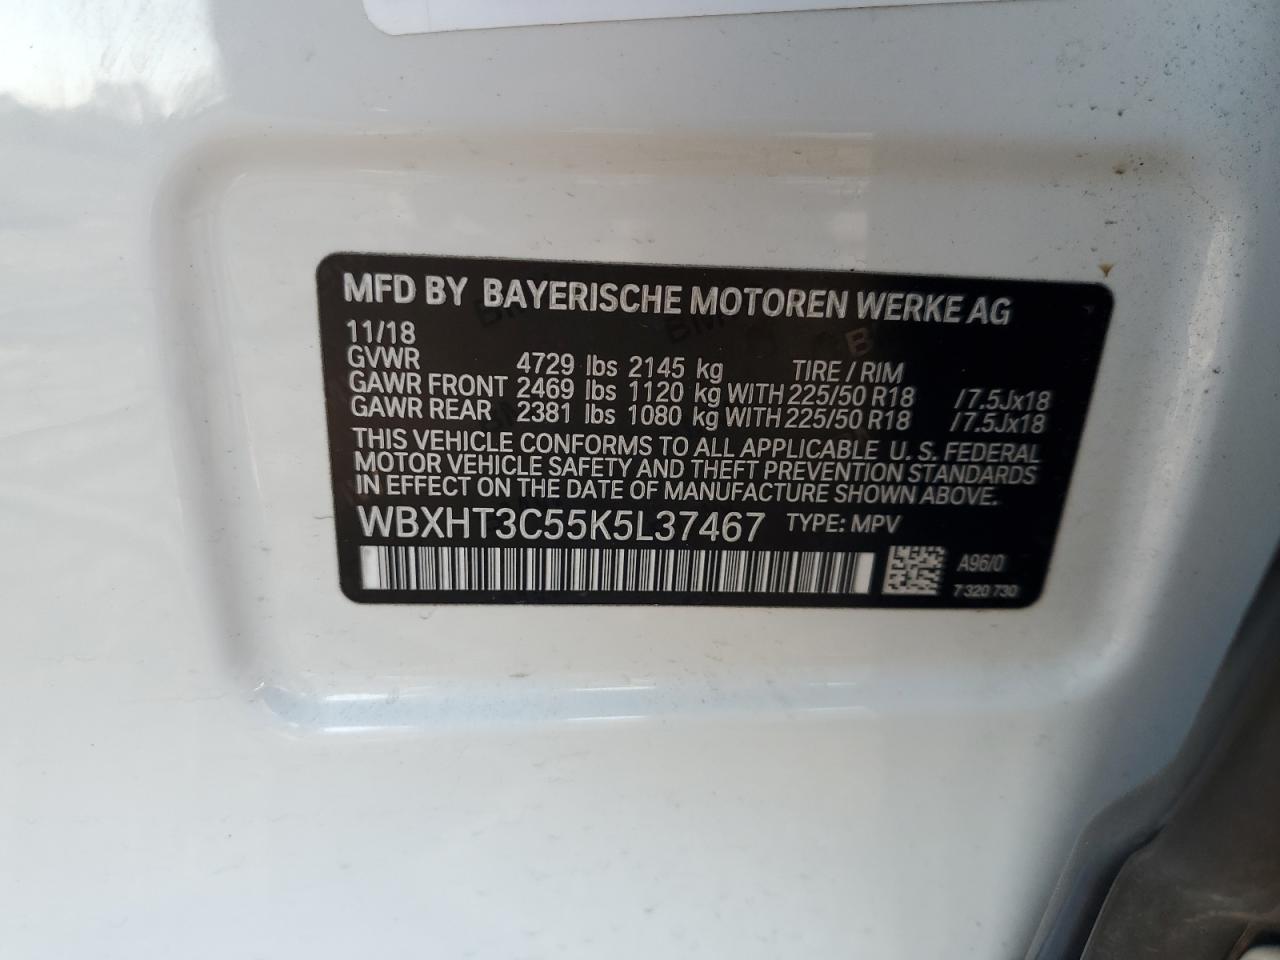 MFD BY BAYERISCHE MOTOREN WERKE AG
11/18
GVWR 4729 lbs 2145 kg TIRE / RIM
GAWR FRONT 2469 lbs 1120 kg WITH 225/50 R18 /7.5Jx18
GAWR REAR 2381 lbs 1080 kg WITH 225/50 R18 /7.5Jx18
THIS VEHICLE CONFORMS TO ALL APPLICABLE U. S. FEDERAL
MOTOR VEHICLE SAFETY AND THEFT PREVENTION STANDARDS
IN EFFECT ON THE DATE OF MANUFACTURE SHOWN ABOVE.
WBXHT3C55K5L37467 TYPE: MPV
A96/0
7 320 730